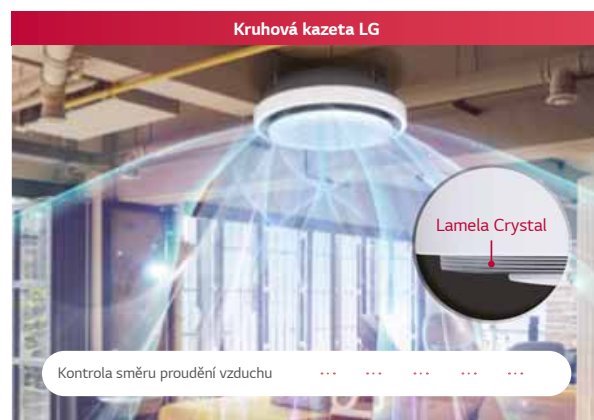 Kruhová kazeta LG
Lamela Crystal
Kontrola směru proudění vzduchu